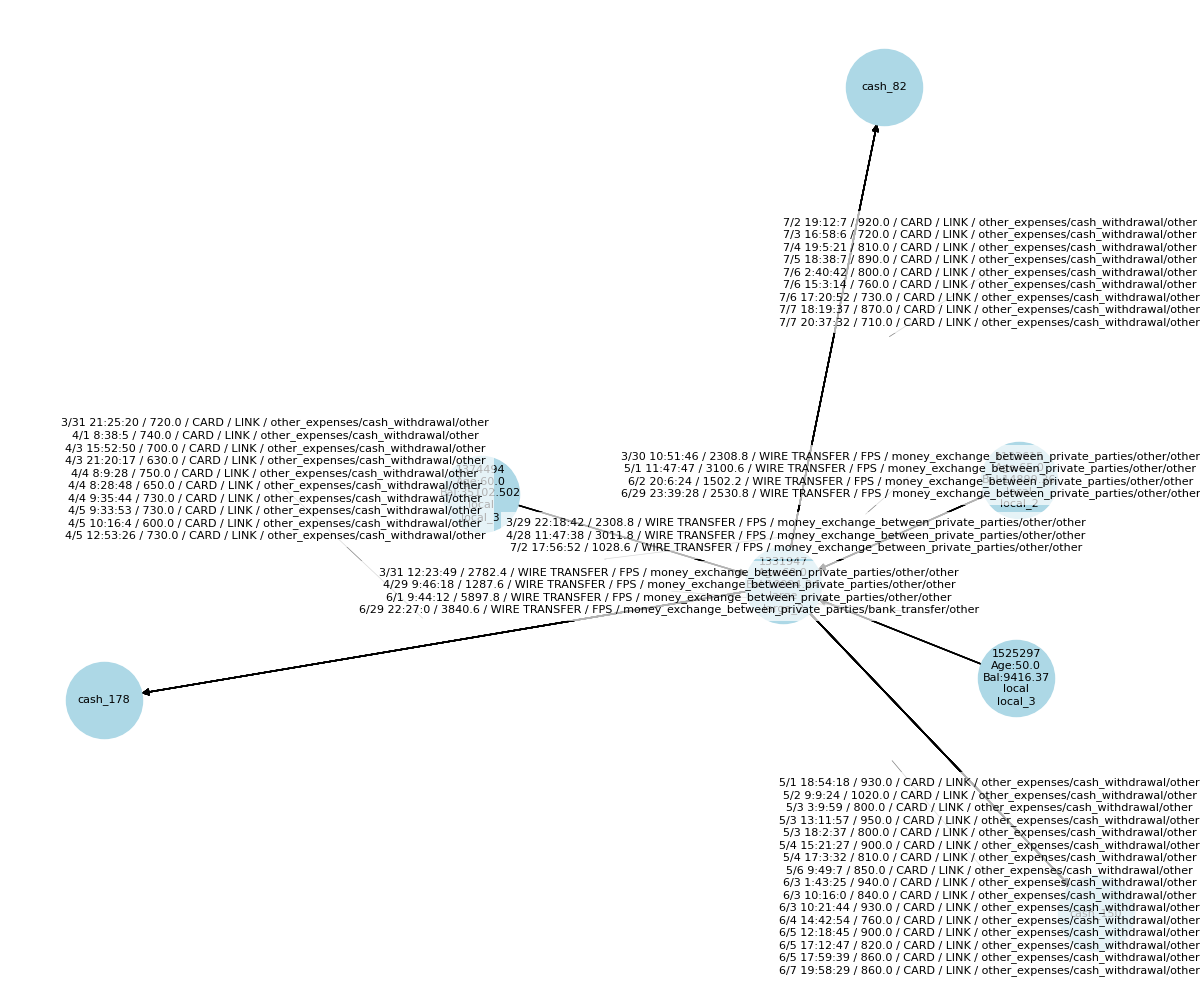 cash_82
7/2 19:12:7 / 920.0 / CARD / LINK / other_expenses/cash_withdrawal/other
7/3 16:58:6 / 720.0 / CARD / LINK / other_expenses/cash_withdrawal/other
7/4 19:5:21 / 810.0 / CARD / LINK / other_expenses/cash_withdrawal/other
7/5 18:38:7 / 890.0 / CARD / LINK / other_expenses/cash_withdrawal/other
7/6 2:40:42 / 800.0 / CARD / LINK / other_expenses/cash_withdrawal/other
7/6 15:3:14 / 760.0 / CARD / LINK / other_expenses/cash_withdrawal/other
7/6 17:20:52 / 730.0 / CARD / LINK / other_expenses/cash_withdrawal/other
7/7 18:19:37 / 870.0 / CARD / LINK / other_expenses/cash_withdrawal/other
7/7 20:37:32 / 710.0 / CARD / LINK / other_expenses/cash_withdrawal/other
3/31 21:25:20 / 720.0 / CARD / LINK / other_expenses/cash_withdrawal/other
4/1 8:38:5 / 740.0 / CARD / LINK / other_expenses/cash_withdrawal/other
4/3 15:52:50 / 700.0 / CARD / LINK / other_expenses/cash_withdrawal/other
4/3 21:20:17 / 630.0 / CARD / LINK / other_expenses/cash_withdrawal/other
4/4 8:9:28 / 750.0 / CARD / LINK / other_expenses/cash_withdrawal/other
4/4 8:28:48 / 650.0 / CARD / LINK / other_expenses/cash_withdrawal/other
4/4 9:35:44 / 730.0 / CARD / LINK / other_expenses/cash_withdrawal/other
4/5 9:33:53 / 730.0 / CARD / LINK / other_expenses/cash_withdrawal/other
4/5 10:16:4 / 600.0 / CARD / LINK / other_expenses/cash_withdrawal/other
4/5 12:53:26 / 730.0 / CARD / LINK / other_expenses/cash_withdrawal/other
local_3
3/30 10:51:46 / 2308.8 / WIRE TRANSFER / FPS / money_exchange_between_private_parties/other/other
5/1 11:47:47 / 3100.6 / WIRE TRANSFER / FPS / money_exchange_between_private_parties/other/other
6/2 20:6:24 / 1502.2 / WIRE TRANSFER / FPS / money_exchange_between_private_parties/other/other
6/29 23:39:28 / 2530.8 / WIRE TRANSFER / FPS / money_exchange_between_private_parties/other/other
local_2
3/29 22:18:42 / 2308.8 / WIRE TRANSFER / FPS / money_exchange_between_private_parties/other/other
4/28 11:47:38 / 3011.8 / WIRE TRANSFER / FPS / money_exchange_between_private_parties/other/other
7/2 17:56:52 / 1028.6 / WIRE TRANSFER / FPS / money_exchange_between_private_parties/other/other
1331947
3/31 12:23:49 / 2782.4 / WIRE TRANSFER / FPS / money_exchange_between_private_parties/other/other
4/29 9:46:18 / 1287.6 / WIRE TRANSFER / FPS / money_exchange_between_private_parties/other/other
6/1 9:44:12 / 5897.8 / WIRE TRANSFER / FPS / money_exchange_between_private_parties/other/other
6/29 22:27:0 / 3840.6 / WIRE TRANSFER / FPS / money_exchange_between_private_parties/bank_transfer/other
cash_178
1525297
Age:50.0
Bal:9416.37
local
local_3
5/1 18:54:18 / 930.0 / CARD / LINK / other_expenses/cash_withdrawal/other
5/2 9:9:24 / 1020.0 / CARD / LINK / other_expenses/cash_withdrawal/other
5/3 3:9:59 / 800.0 / CARD / LINK / other_expenses/cash_withdrawal/other
5/3 13:11:57 / 950.0 / CARD / LINK / other_expenses/cash_withdrawal/other
5/3 18:2:37 / 800.0 / CARD / LINK / other_expenses/cash_withdrawal/other
5/4 15:21:27 / 900.0 / CARD / LINK / other_expenses/cash_withdrawal/other
5/4 17:3:32 / 810.0 / CARD / LINK / other_expenses/cash_withdrawal/other
5/6 9:49:7 / 850.0 / CARD / LINK / other_expenses/cash_withdrawal/other
6/3 1:43:25 / 940.0 / CARD / LINK / other_expenses/cash_withdrawal/other
6/3 10:16:0 / 840.0 / CARD / LINK / other_expenses/cash_withdrawal/other
6/3 10:21:44 / 930.0 / CARD / LINK / other_expenses/cash_withdrawal/other
6/4 14:42:54 / 760.0 / CARD / LINK / other_expenses/cash_withdrawal/other
6/5 12:18:45 / 900.0 / CARD / LINK / other_expenses/cash_withdrawal/other
6/5 17:12:47 / 820.0 / CARD / LINK / other_expenses/cash_withdrawal/other
6/5 17:59:39 / 860.0 / CARD / LINK / other_expenses/cash_withdrawal/other
6/7 19:58:29 / 860.0 / CARD / LINK / other_expenses/cash_withdrawal/other